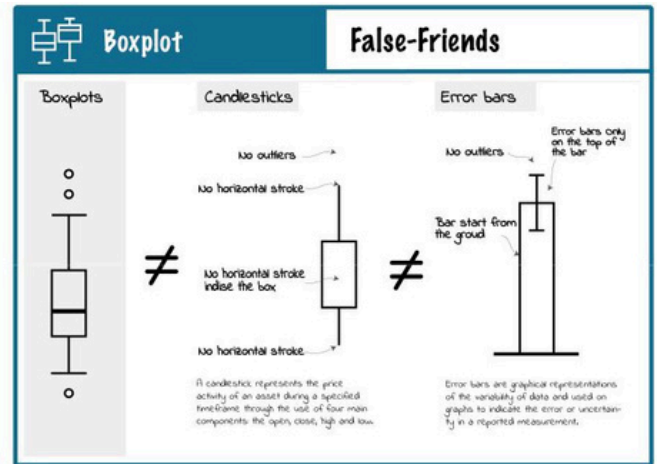 Boxplot
False-Friends
Boxplots
Candlesticks
Error bars
No outliers
No horizontal stroke
No horizontal stroke
indise the box
No horizontal stroke
A candlestick represents the price
activity of an asset during a specified
timeframe through the use of four main
components: the open, close, high and low.
No outliers
Error bars only
on the top of
the bar
Bar start from
the groud
Error bars are graphical representations
of the variability of data and used on
graphs to indicate the error or uncertain-
ty in a reported measurement.
≠
≠